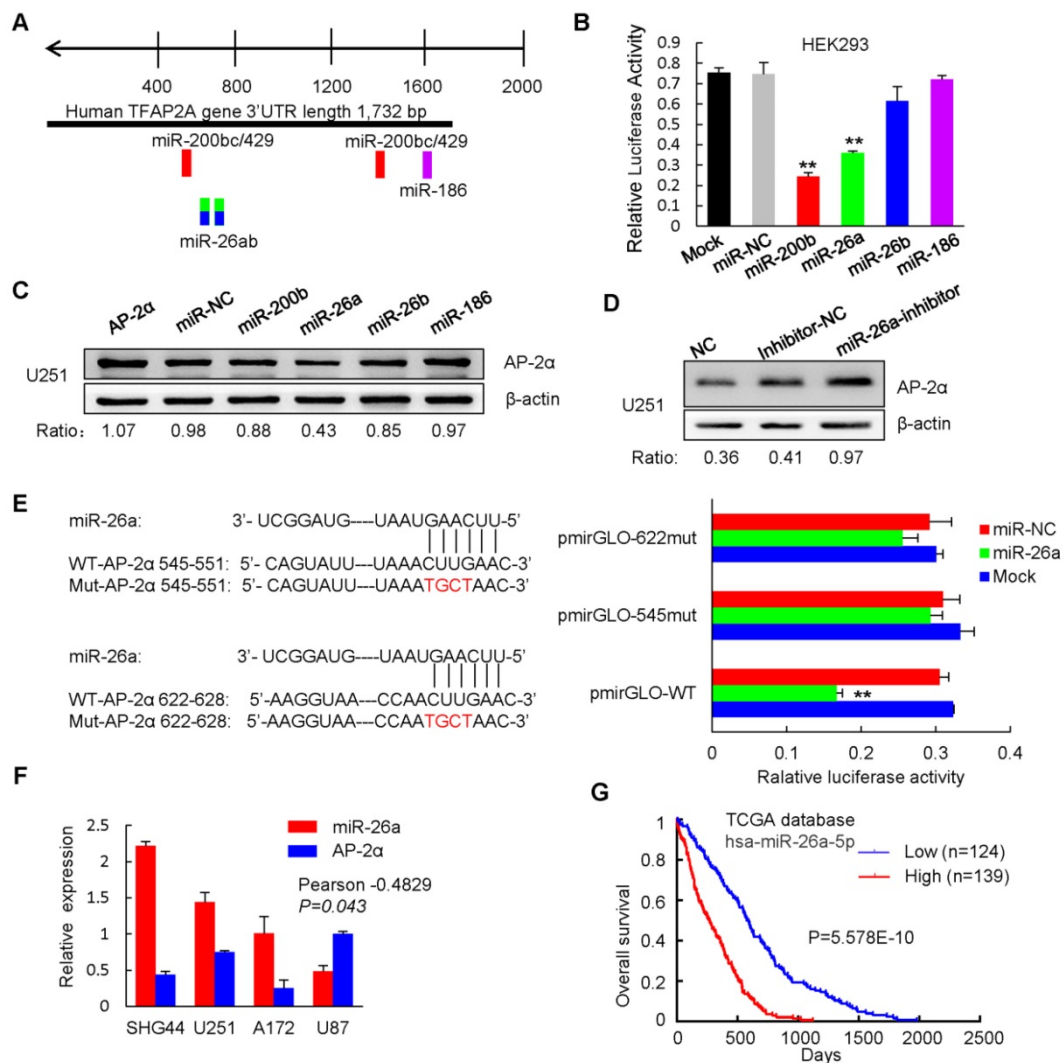 A
400 800 1200 1600 2000
Human TFAP2A gene 3'UTR length 1,732 bp
miR-200bc/429 miR-200bc/429
miR-186
miR-26ab
B
HEK293
Relative Luciferase Activity
0.9
0.8
0.7
0.6
0.5
0.4
0.3
0.2
0.1
0
** **
Mock miR-NC miR-200b miR-26a miR-26b miR-186
C
AP-2α miR-NC miR-200b miR-26a miR-26b miR-186
U251
AP-2α
β-actin
Ratio: 1.07 0.98 0.88 0.43 0.85 0.97
D
NC Inhibitor-NC miR-26a-inhibitor
U251
AP-2α
β-actin
Ratio: 0.36 0.41 0.97
E
miR-26a: 3'- UCGGAUG----UAAUGAACUU-5'
WT-AP-2α 545-551: 5'- CAGUAUU---UAAACUUGAAC-3'
Mut-AP-2α 545-551: 5'- CAGUAUU---UAAATGCTAAC-3'
miR-26a: 3'- UCGGAUG----UAAUGAACUU-5'
WT-AP-2α 622-628: 5'-AAGGUAA---CCAACUUGAAC-3'
Mut-AP-2α 622-628: 5'-AAGGUAA---CCAATGCTAAC-3'
pmirGLO-622mut
pmirGLO-545mut
pmirGLO-WT
**
miR-NC
miR-26a
Mock
0 0.1 0.2 0.3 0.4
Ralative luciferase activity
F
Relative expression
2.5
2
1.5
1
0.5
0
miR-26a
AP-2α
Pearson -0.4829
P=0.043
SHG44 U251 A172 U87
G
TCGA database
hsa-miR-26a-5p
Low (n=124)
High (n=139)
P=5.578E-10
Overall survival
1
0.8
0.6
0.4
0.2
0
0 500 1000 1500 2000 2500
Days